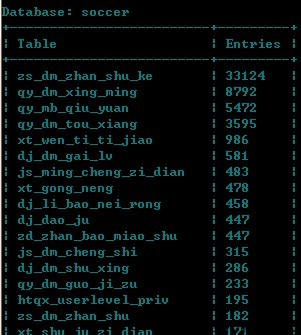 Database: soccer
Table Entries
zs_dm_zhan_shu_ke 33124
qy_dm_xing_ming 8792
qy_mb_qiu_yuan 5472
qy_dm_tou_xiang 3595
xt_wen_ti_ti_jiao 986
dj_dm_gai_lv 581
js_ming_cheng_zi_dian 483
xt_gong_neng 478
dj_li_bao_nei_rong 458
dj_dao_ju 447
zd_zhan_bao_miao_shu 447
js_dm_cheng_shi 315
dj_dm_shu_xing 286
qy_dm_guo_ji_zu 233
htqx_userlevel_priv 195
zs_dm_zhan_shu 182
xt_shu_ju_zi_dian